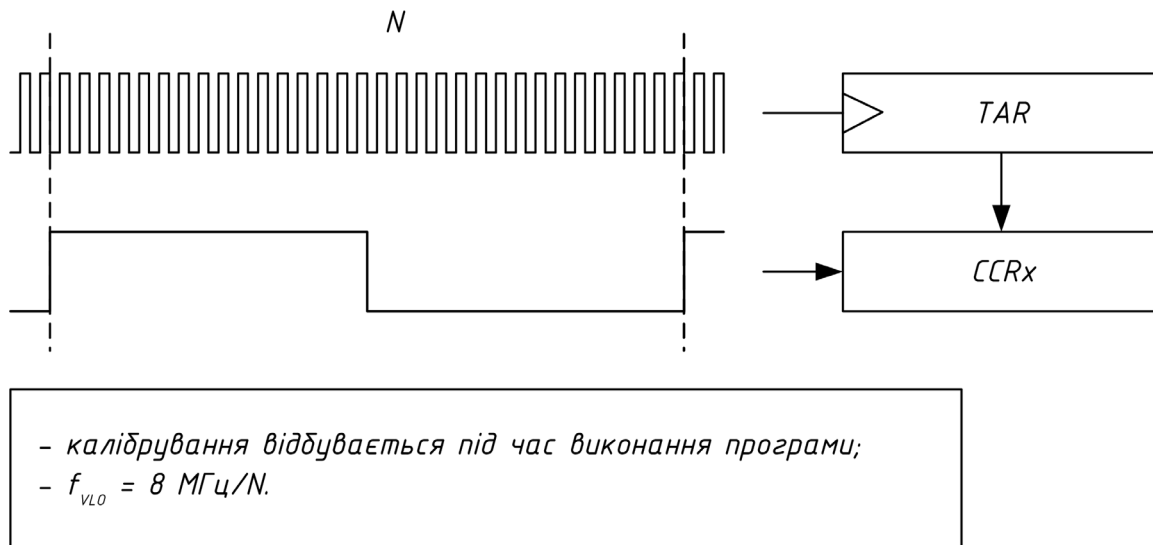 N
TAR
CCRx
- калібрування відбувається під час виконання програми;
- f_VLO = 8 МГц/N.